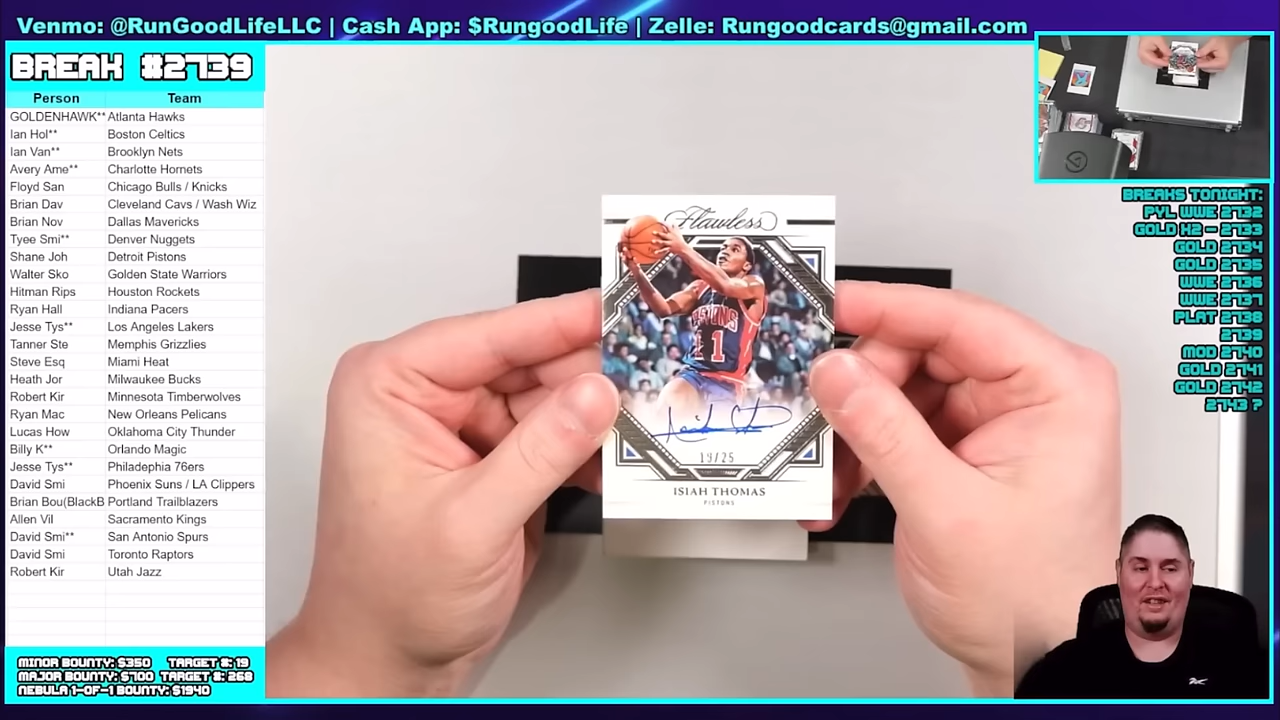 Venmo: @RunGoodLifeLLC | Cash App: $RungoodLife | Zelle: Rungoodcards@gmail.com
BREAK #2739
Person Team
GOLDENHAWK** Atlanta Hawks
Ian Hol** Boston Celtics
Ian Van** Brooklyn Nets
Avery Ame** Charlotte Hornets
Floyd San Chicago Bulls / Knicks
Brian Dav Cleveland Cavs / Wash Wiz
Brian Nov Dallas Mavericks
Tyee Smi** Denver Nuggets
Shane Joh Detroit Pistons
Walter Sko Golden State Warriors
Hitman Rips Houston Rockets
Ryan Hall Indiana Pacers
Jesse Tys** Los Angeles Lakers
Tanner Ste Memphis Grizzlies
Steve Esq Miami Heat
Heath Jor Milwaukee Bucks
Robert Kir Minnesota Timberwolves
Ryan Mac New Orleans Pelicans
Lucas How Oklahoma City Thunder
Billy K** Orlando Magic
Jesse Tys** Philadephia 76ers
David Smi Phoenix Suns / LA Clippers
Brian Bou(BlackB Portland Trailblazers
Allen Vil Sacramento Kings
David Smi** San Antonio Spurs
David Smi Toronto Raptors
Robert Kir Utah Jazz
MINOR BOUNTY: $350 TARGET #: 19
MAJOR BOUNTY: $700 TARGET #: 268
NEBULA 1-OF-1 BOUNTY: $1940
Flawless
PISTONS
11
19/25
ISIAH THOMAS
PISTONS
BREAKS TONIGHT:
PYL WWE 2732
GOLD X2 - 2733
GOLD 2734
GOLD 2735
WWE 2736
WWE 2737
PLAT 2738
2739
MOD 2740
GOLD 2741
GOLD 2742
2743 ?